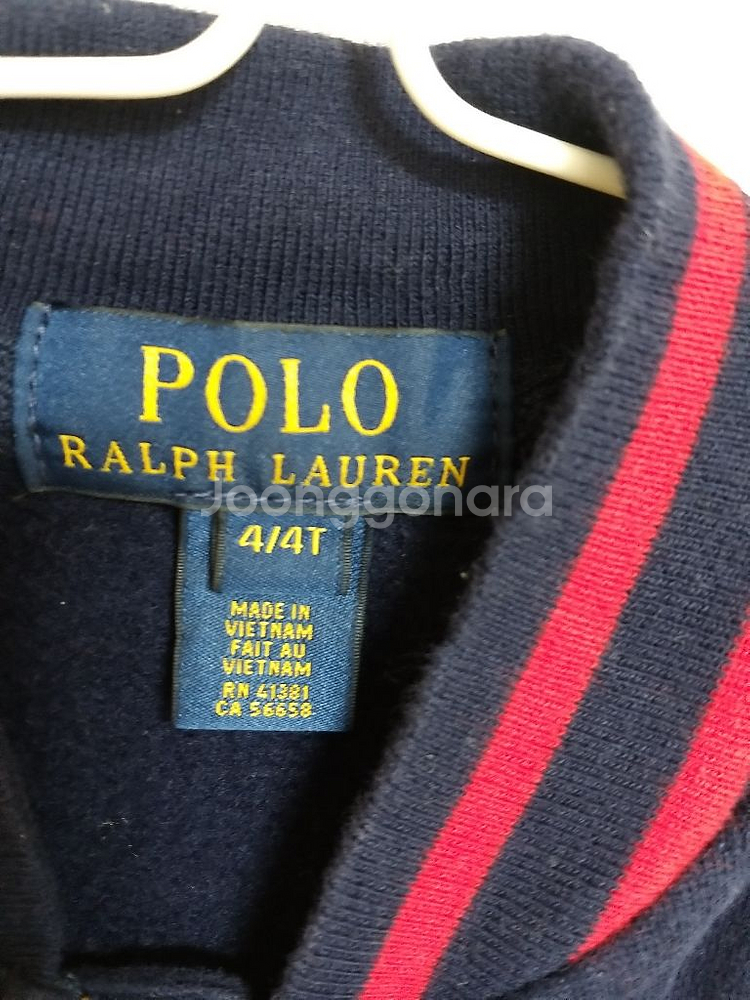 POLO
RALPH LAUREN
Joonggonara
4/4T
MADE IN
VIETNAM
FAIT AU
VIETNAM
RN 41381
CA 56658